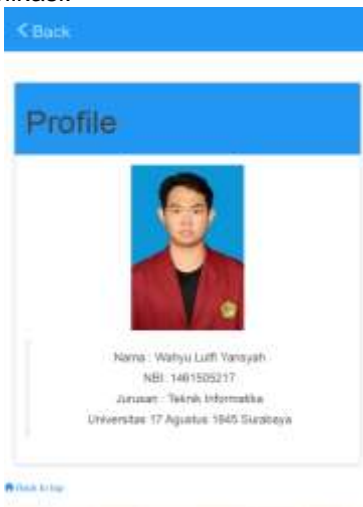 < Back
Profile
Nama : Wahyu Lutfi Yansyah
NBI : 1461505217
Jurusan : Teknik Informatika
Universitas 17 Agustus 1945 Surabaya
Back to top